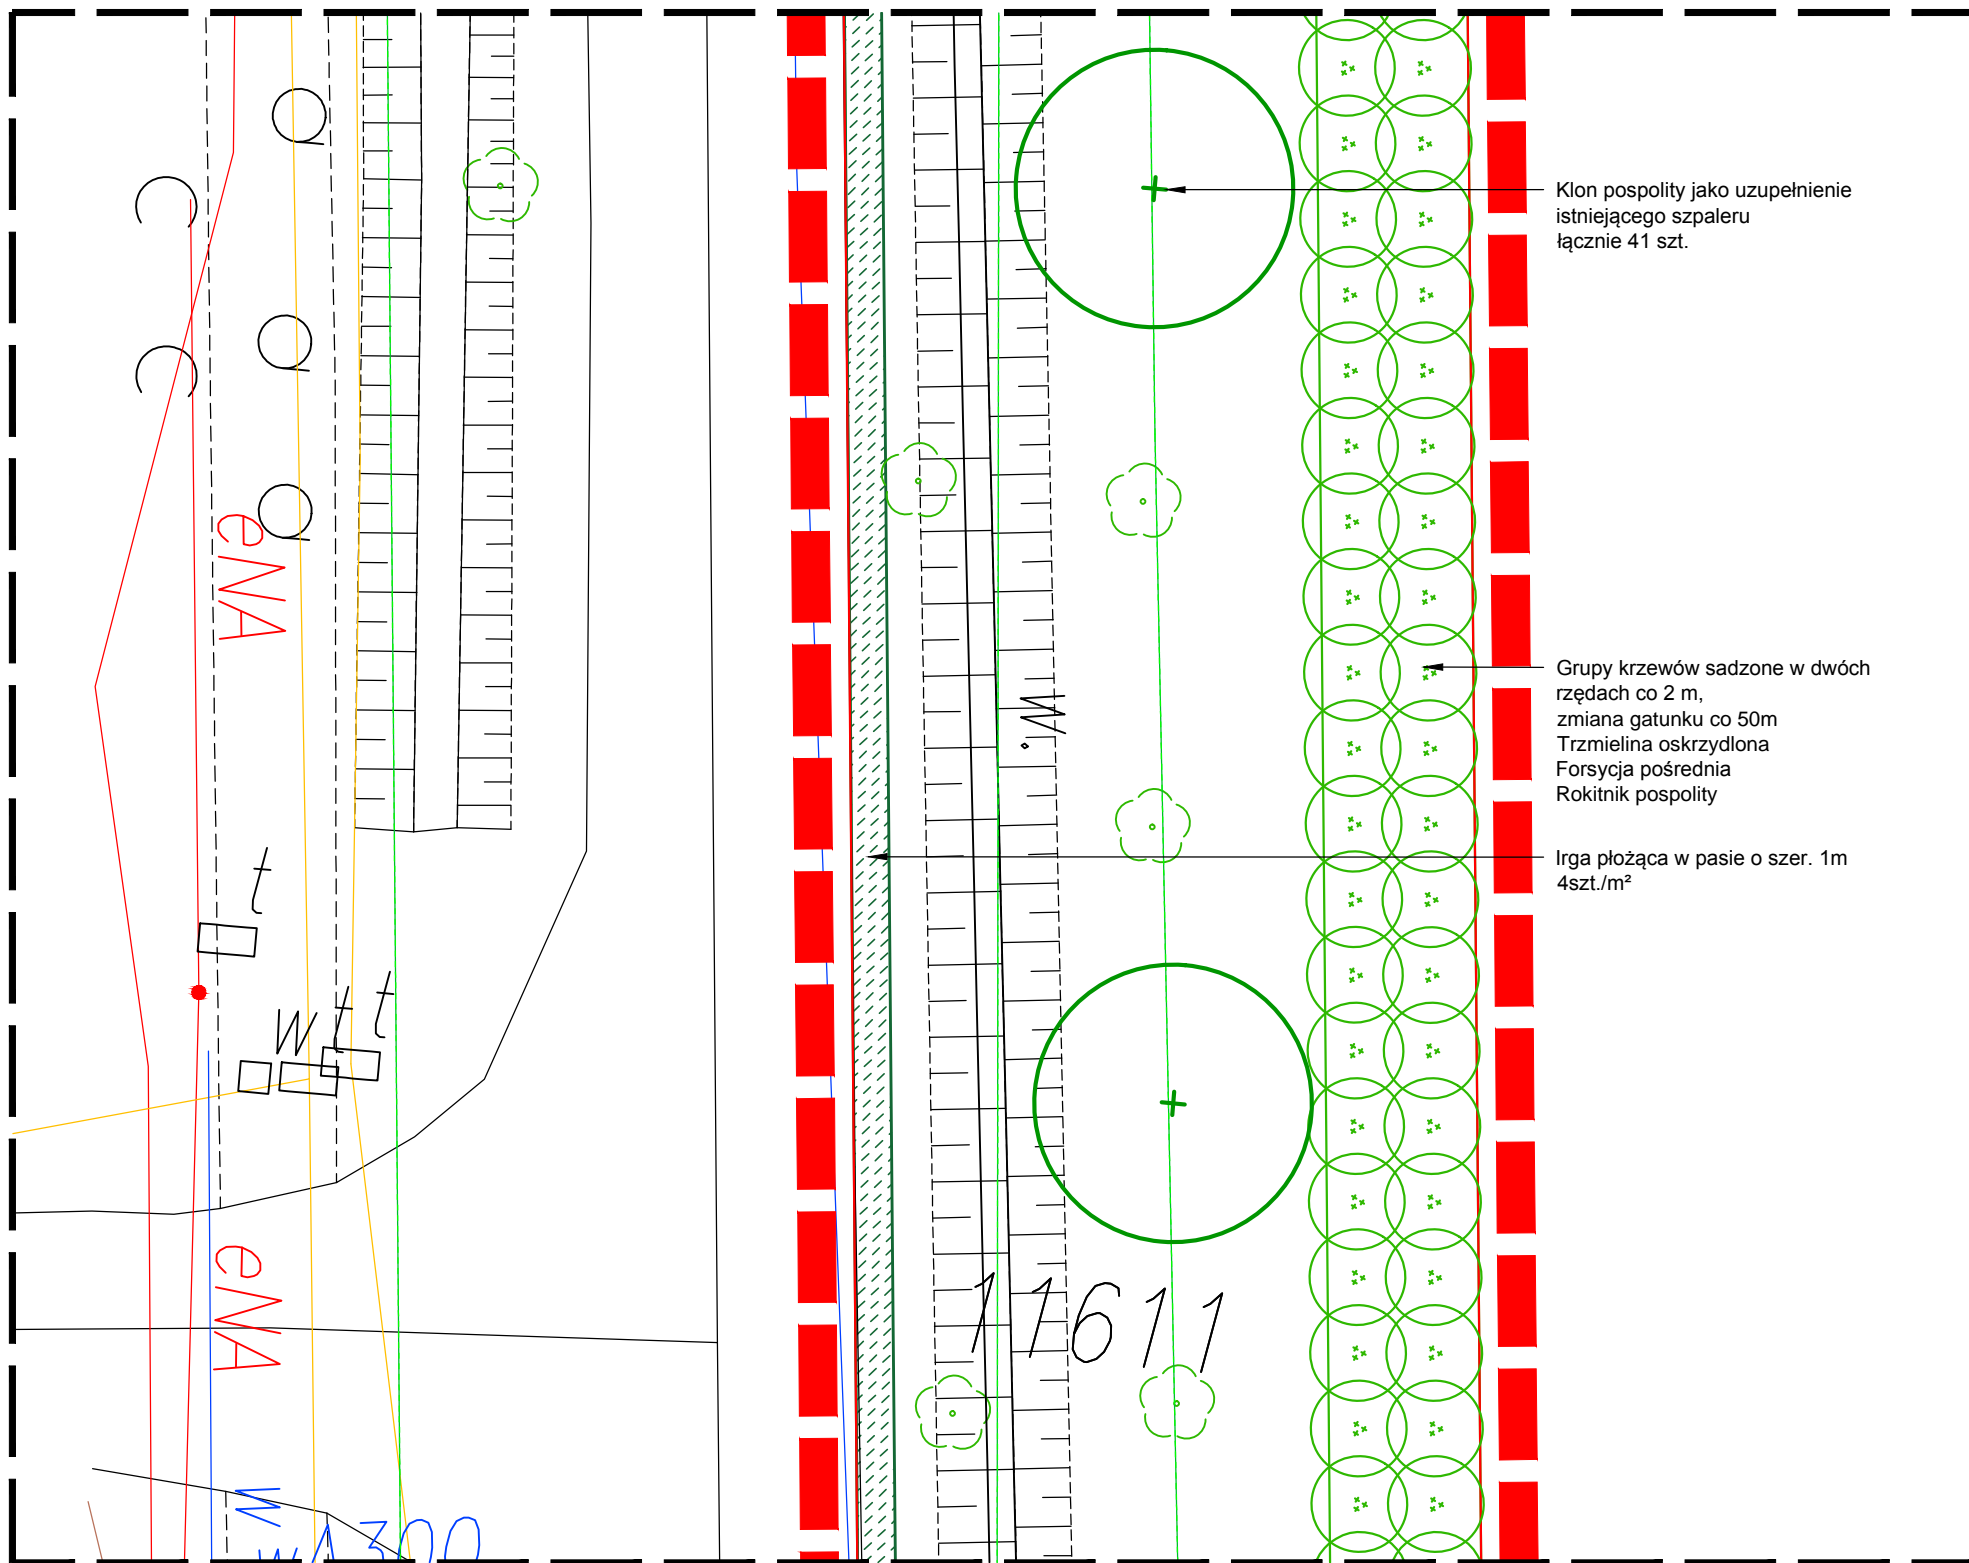 Klon pospolity jako uzupełnienie
istniejącego szpaleru
łącznie 41 szt.
Grupy krzewów sadzone w dwóch
rzędach co 2 m,
zmiana gatunku co 50m
Trzmielina oskrzydlona
Forsycja pośrednia
Rokitnik pospolity
Irga płożąca w pasie o szer. 1m
4szt./m²
eNA
t
w t t
eNA
w
11611
w